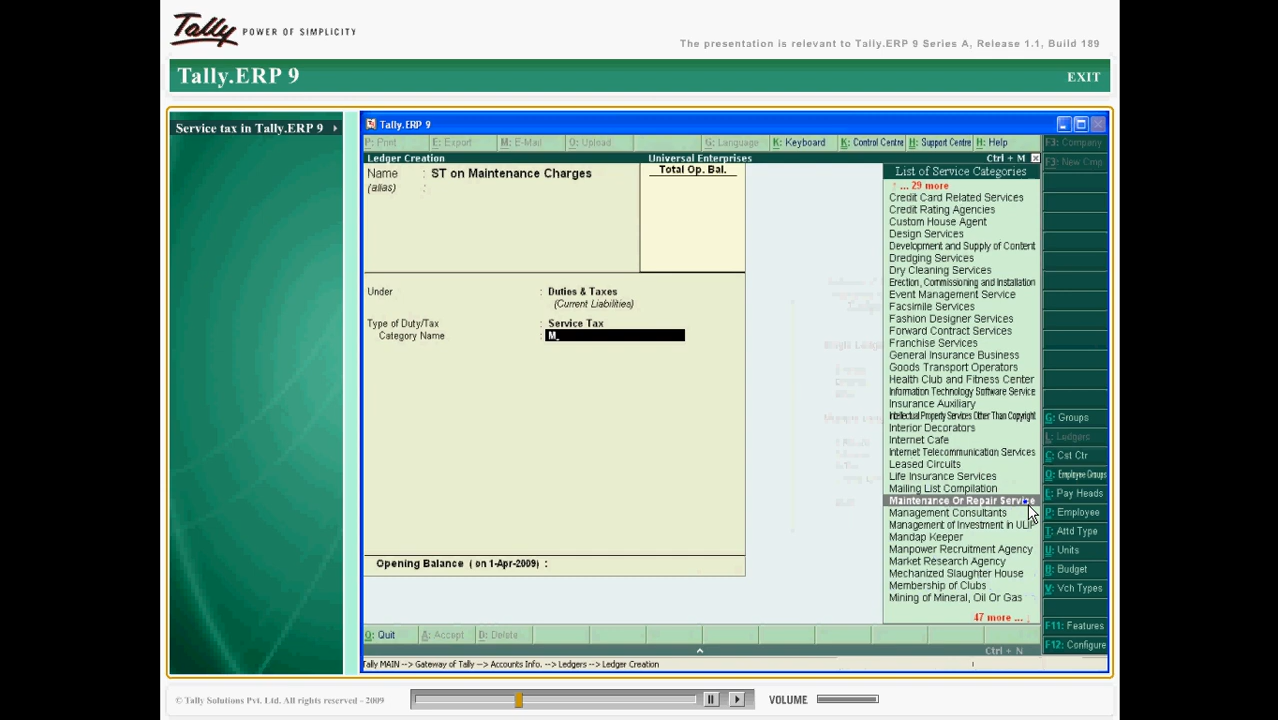 Tally POWER OF SIMPLICITY
The presentation is relevant to Tally.ERP 9 Series A, Release 1.1, Build 189
Tally.ERP 9
EXIT
Service tax in Tally.ERP 9
Tally.ERP 9
P: Print E: Export M: E-Mail O: Upload G: Language K: Keyboard K: Control Centre H: Support Centre H: Help
F3: Company
F3: New Cmp
Ledger Creation Universal Enterprises Ctrl + M
Name : ST on Maintenance Charges
(alias) :
Total Op. Bal.
Under : Duties & Taxes
(Current Liabilities)
Type of Duty/Tax : Service Tax
Category Name : M
Opening Balance ( on 1-Apr-2009) :
List of Service Categories
... 29 more
Credit Card Related Services
Credit Rating Agencies
Custom House Agent
Design Services
Development and Supply of Content
Dredging Services
Dry Cleaning Services
Erection, Commissioning and Installation
Event Management Service
Facsimile Services
Fashion Designer Services
Forward Contract Services
Franchise Services
General Insurance Business
Goods Transport Operators
Health Club and Fitness Center
Information Technology Software Service
Insurance Auxiliary
Intellectual Property Services Other Than Copyright
Interior Decorators
Internet Cafe
Internet Telecommunication Services
Leased Circuits
Life Insurance Services
Mailing List Compilation
Maintenance Or Repair Service
Management Consultants
Management of Investment in ULIP
Mandap Keeper
Manpower Recruitment Agency
Market Research Agency
Mechanized Slaughter House
Membership of Clubs
Mining of Mineral, Oil Or Gas
47 more ...
G: Groups
L: Ledgers
C: Cst Ctr
O: Employee Groups
L: Pay Heads
P: Employee
T: Attd Type
U: Units
B: Budget
V: Vch Types
F11: Features
F12: Configure
Q: Quit A: Accept D: Delete
Ctrl + N
Tally MAIN --> Gateway of Tally --> Accounts Info. --> Ledgers --> Ledger Creation
© Tally Solutions Pvt. Ltd. All rights reserved - 2009
VOLUME